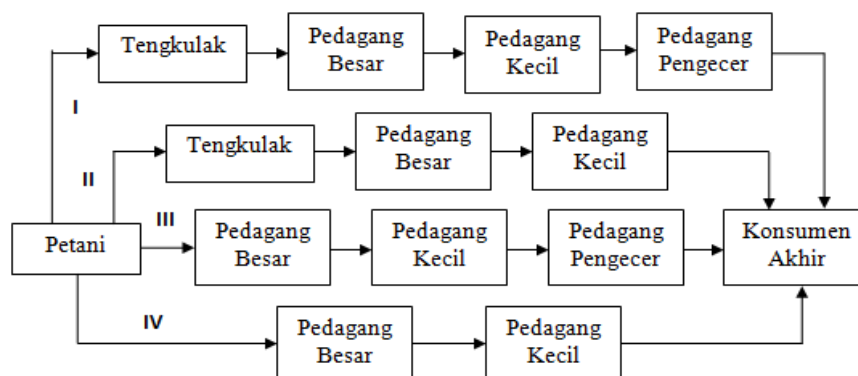 Tengkulak
Pedagang
Besar
Pedagang
Kecil
Pedagang
Pengecer
I
Tengkulak
Pedagang
Besar
Pedagang
Kecil
II
Petani
III
Pedagang
Besar
Pedagang
Kecil
Pedagang
Pengecer
Konsumen
Akhir
IV
Pedagang
Besar
Pedagang
Kecil